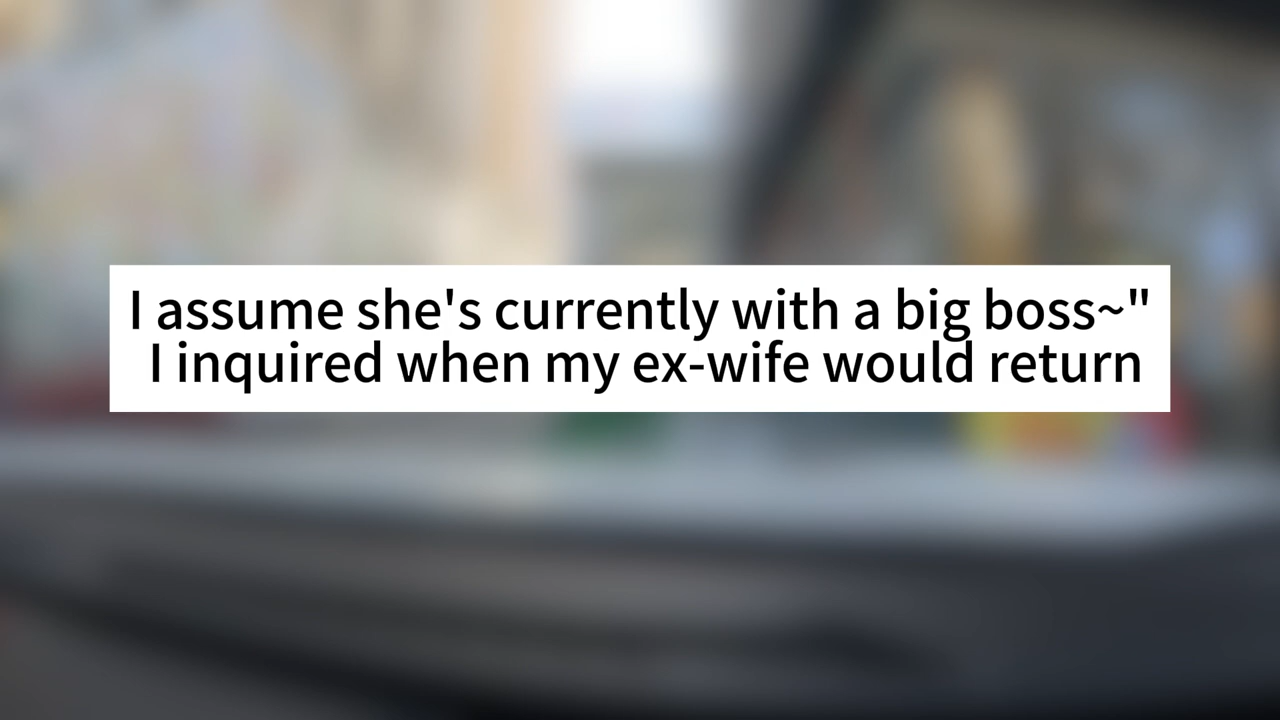 I assume she's currently with a big boss~"
I inquired when my ex-wife would return